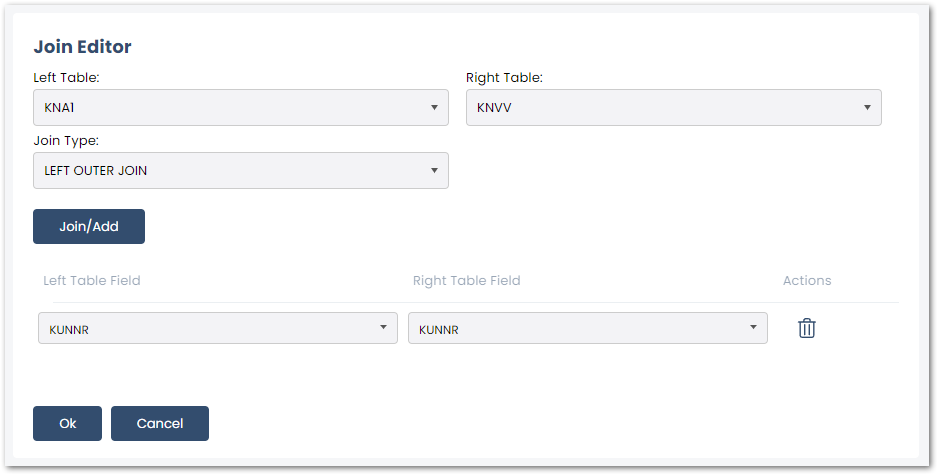 Join Editor
Left Table: Right Table:
KNA1 KNVV
Join Type:
LEFT OUTER JOIN
Join/Add
Left Table Field Right Table Field Actions
KUNNR KUNNR
Ok Cancel